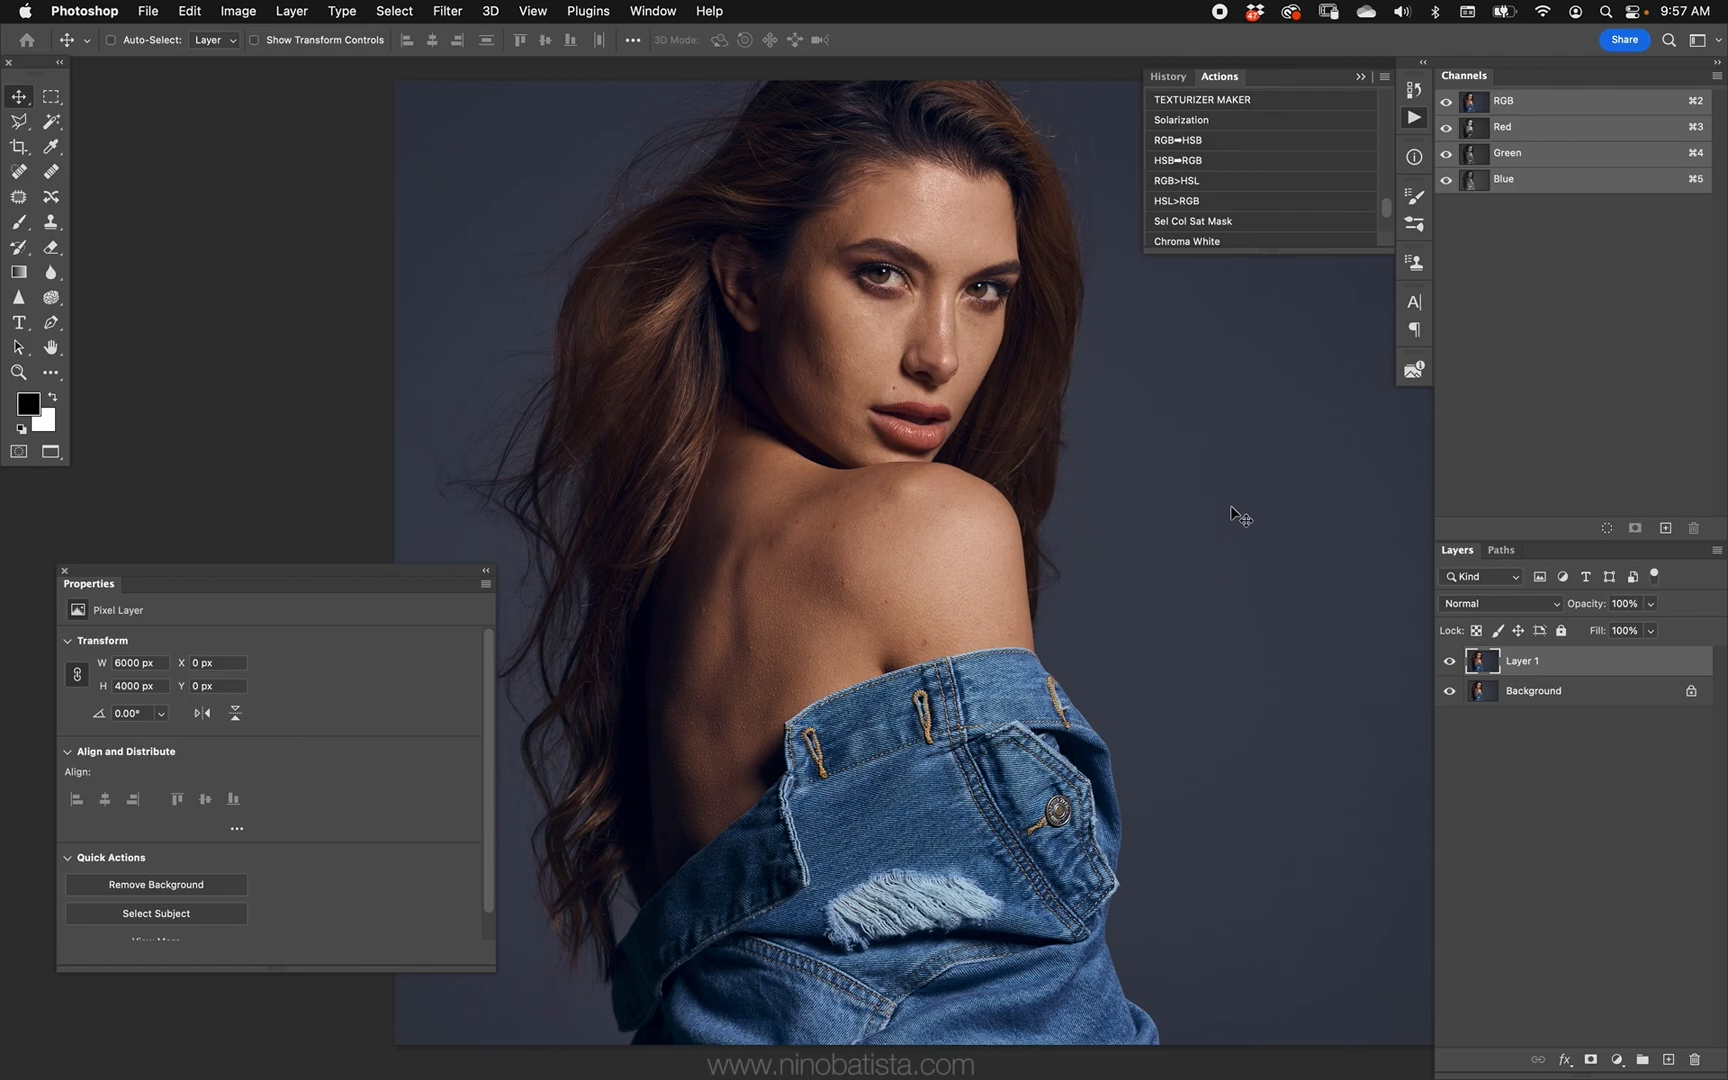 Photoshop File Edit Image Layer Type Select Filter 3D View Plugins Window Help 47 9:57 AM
Auto-Select: Layer Show Transform Controls 3D Mode: Share
History Actions
TEXTURIZER MAKER
Solarization
RGB➡HSB
HSB➡RGB
RGB>HSL
HSL>RGB
Sel Col Sat Mask
Chroma White
Channels
RGB ⌘2
Red ⌘3
Green ⌘4
Blue ⌘5
Properties
Pixel Layer
Transform
W 6000 px X 0 px
H 4000 px Y 0 px
0.00°
Align and Distribute
Align:
Quick Actions
Remove Background
Select Subject
Layers Paths
Kind
Normal Opacity: 100%
Lock: Fill: 100%
Layer 1
Background
www.ninobatista.com